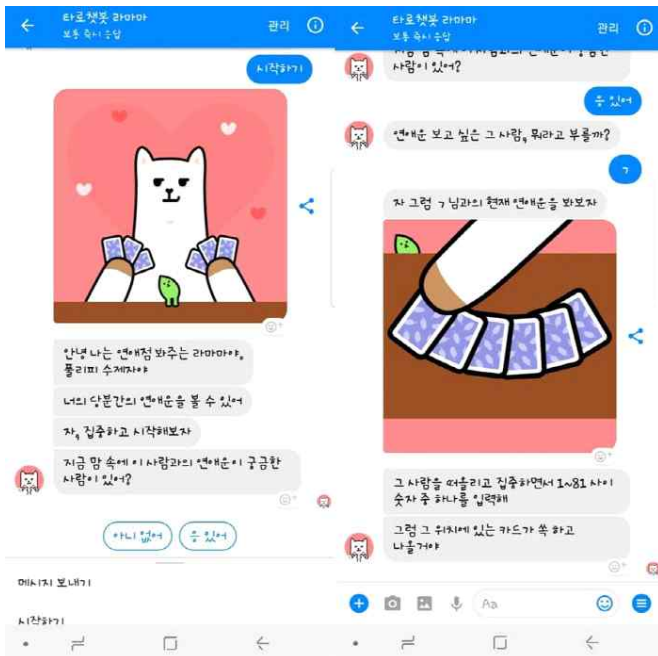 타로챗봇 라마마
보통 즉시 응답
관리
시작하기
안녕 나는 연애점 봐주는 라마마야,
폴리피 수제자야
너의 당분간의 연애운을 볼 수 있어
자, 집중하고 시작해보자
지금 맘 속에 이 사람과의 연애운이 궁금한
사람이 있어?
아니 없어
응 있어
메시지 보내기
시작하기
타로챗봇 라마마
보통 즉시 응답
관리
사람이 있어?
응 있어
연애운 보고 싶은 그 사람, 뭐라고 부를까?
ㄱ
자 그럼 ㄱ 님과의 현재 연애운을 봐보자
그 사람을 떠올리고 집중하면서 1~81 사이
숫자 중 하나를 입력해
그럼 그 위치에 있는 카드가 쏙 하고
나올거야
Aa